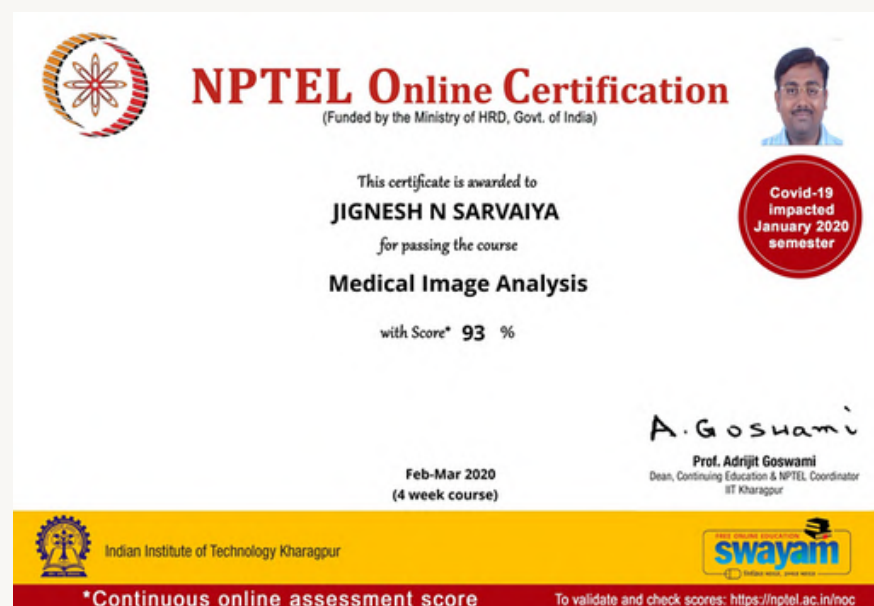 NPTEL Online Certification
(Funded by the Ministry of HRD, Govt. of India)
This certificate is awarded to
JIGNESH N SARVAIYA
for passing the course
Medical Image Analysis
with Score* 93 %
Covid-19
impacted
January 2020
semester
A. Goswami
Prof. Adrijit Goswami
Dean, Continuing Education & NPTEL Coordinator
IIT Kharagpur
Feb-Mar 2020
(4 week course)
Indian Institute of Technology Kharagpur
FREE ONLINE EDUCATION
swayam
*Continuous online assessment score
To validate and check scores: https://nptel.ac.in/noc